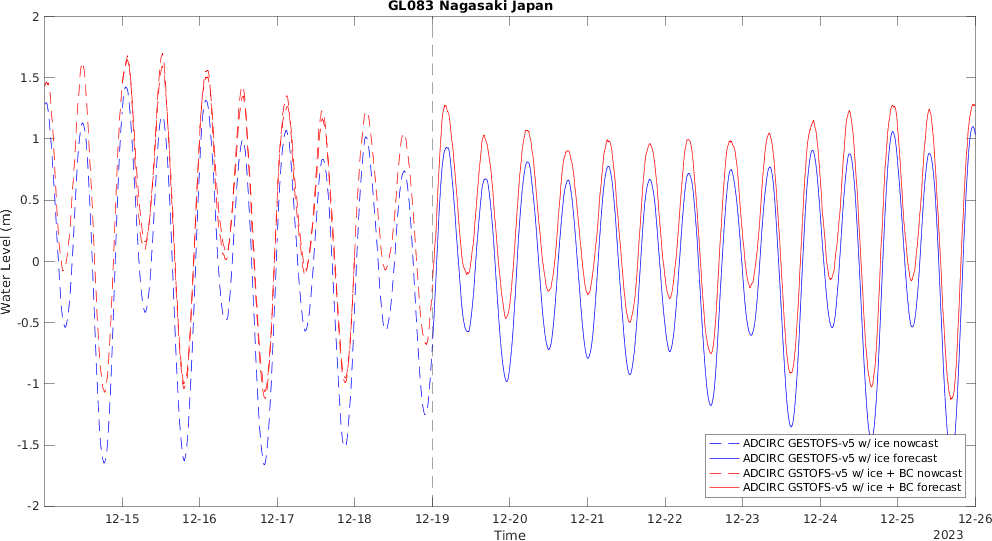 GL083 Nagasaki Japan
2
1.5
1
0.5
0
-0.5
-1
-1.5
-2
Water Level (m)
ADCIRC GESTOFS-v5 w/ ice nowcast
ADCIRC GESTOFS-v5 w/ ice forecast
ADCIRC GSTOFS-v5 w/ ice + BC nowcast
ADCIRC GSTOFS-v5 w/ ice + BC forecast
12-15 12-16 12-17 12-18 12-19 12-20 12-21 12-22 12-23 12-24 12-25 12-26
Time
2023